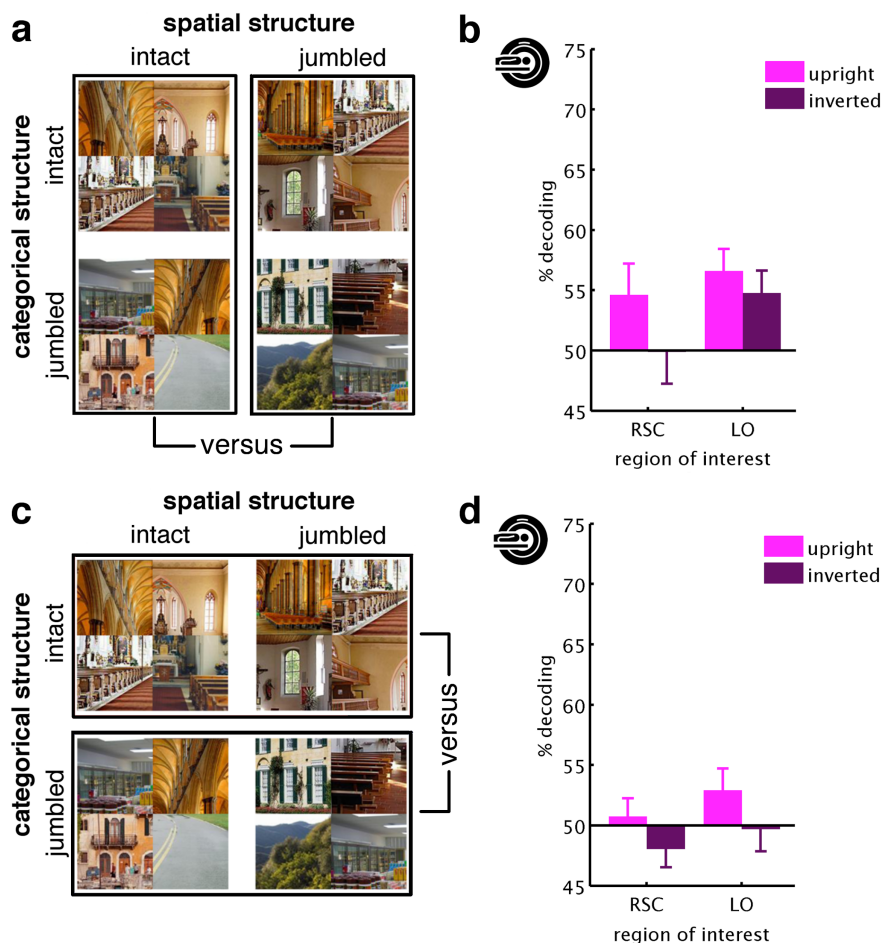 a
spatial structure
intact
jumbled
categorical structure
intact
jumbled
versus
b
75
70
65
60
55
50
45
% decoding
upright
inverted
RSC
LO
region of interest
c
spatial structure
intact
jumbled
categorical structure
intact
jumbled
versus
d
75
70
65
60
55
50
45
% decoding
upright
inverted
RSC
LO
region of interest